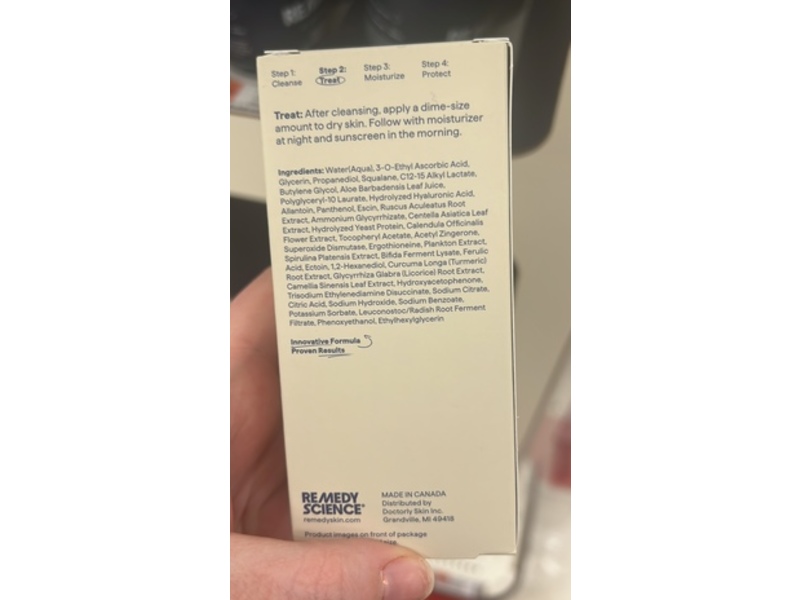 Step 1: Step 2: Step 3: Step 4:
Cleanse Treat Moisturize Protect
Treat: After cleansing, apply a dime-size
amount to dry skin. Follow with moisturizer
at night and sunscreen in the morning.
Ingredients: Water(Aqua), 3-O-Ethyl Ascorbic Acid,
Glycerin, Propanediol, Squalane, C12-15 Alkyl Lactate,
Butylene Glycol, Aloe Barbadensis Leaf Juice,
Polyglyceryl-10 Laurate, Hydrolyzed Hyaluronic Acid,
Allantoin, Panthenol, Escin, Ruscus Aculeatus Root
Extract, Ammonium Glycyrrhizate, Centella Asiatica Leaf
Extract, Hydrolyzed Yeast Protein, Calendula Officinalis
Flower Extract, Tocopheryl Acetate, Acetyl Zingerone,
Superoxide Dismutase, Ergothioneine, Plankton Extract,
Spirulina Platensis Extract, Bifida Ferment Lysate, Ferulic
Acid, Ectoin, 1,2-Hexanediol, Curcuma Longa (Turmeric)
Root Extract, Glycyrrhiza Glabra (Licorice) Root Extract,
Camellia Sinensis Leaf Extract, Hydroxyacetophenone,
Trisodium Ethylenediamine Disuccinate, Sodium Citrate,
Citric Acid, Sodium Hydroxide, Sodium Benzoate,
Potassium Sorbate, Leuconostoc/Radish Root Ferment
Filtrate, Phenoxyethanol, Ethylhexylglycerin
Innovative Formula
Proven Results
REMEDY
SCIENCE
remedyskin.com
MADE IN CANADA
Distributed by
Doctorly Skin Inc.
Grandville, MI 49418
Product images on front of package